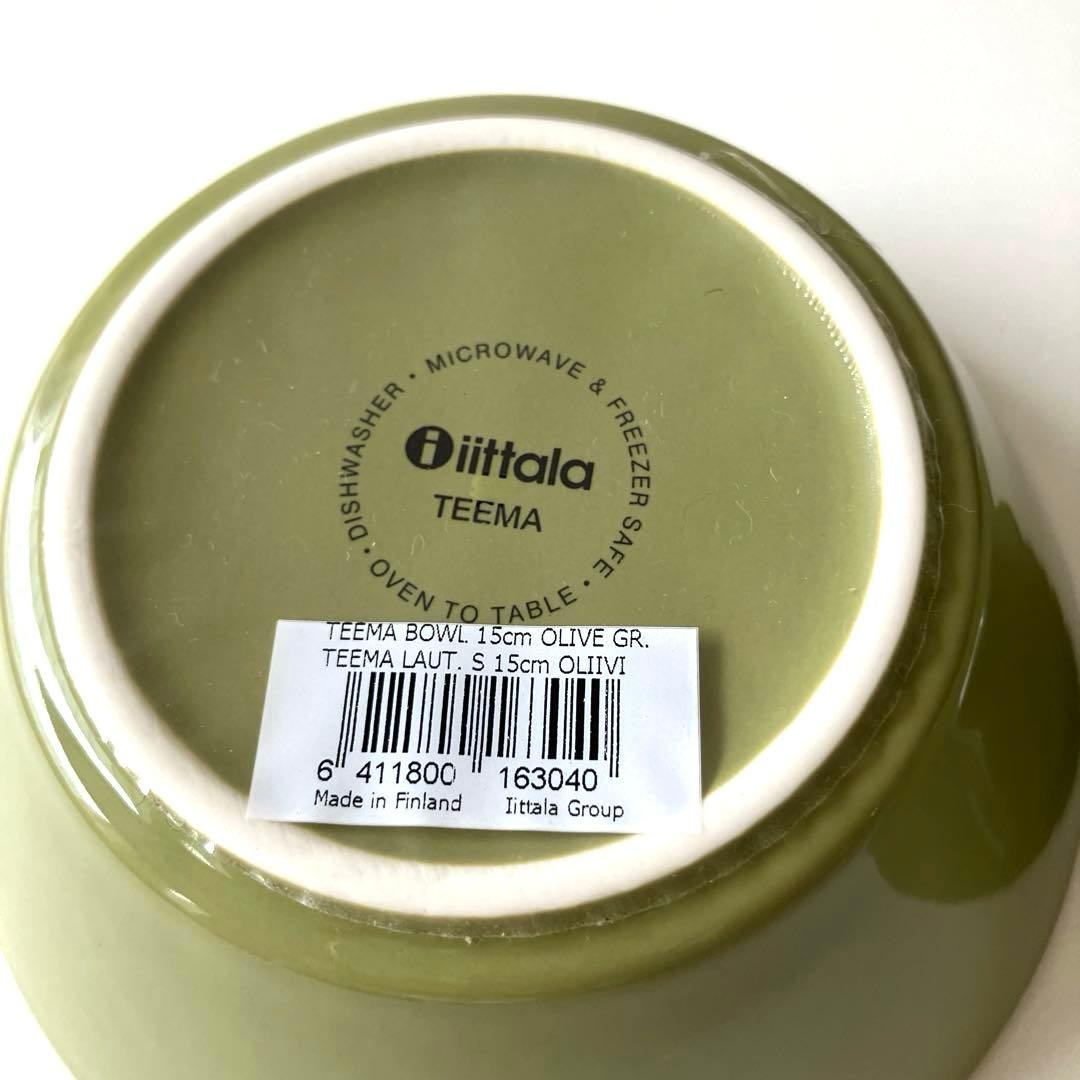 DISHWASHER • MICROWAVE & FREEZER SAFE • OVEN TO TABLE •
i iittala
TEEMA
TEEMA BOWL 15cm OLIVE GR.
TEEMA LAUT. S 15cm OLIIVI
6 411800 163040
Made in Finland Iittala Group